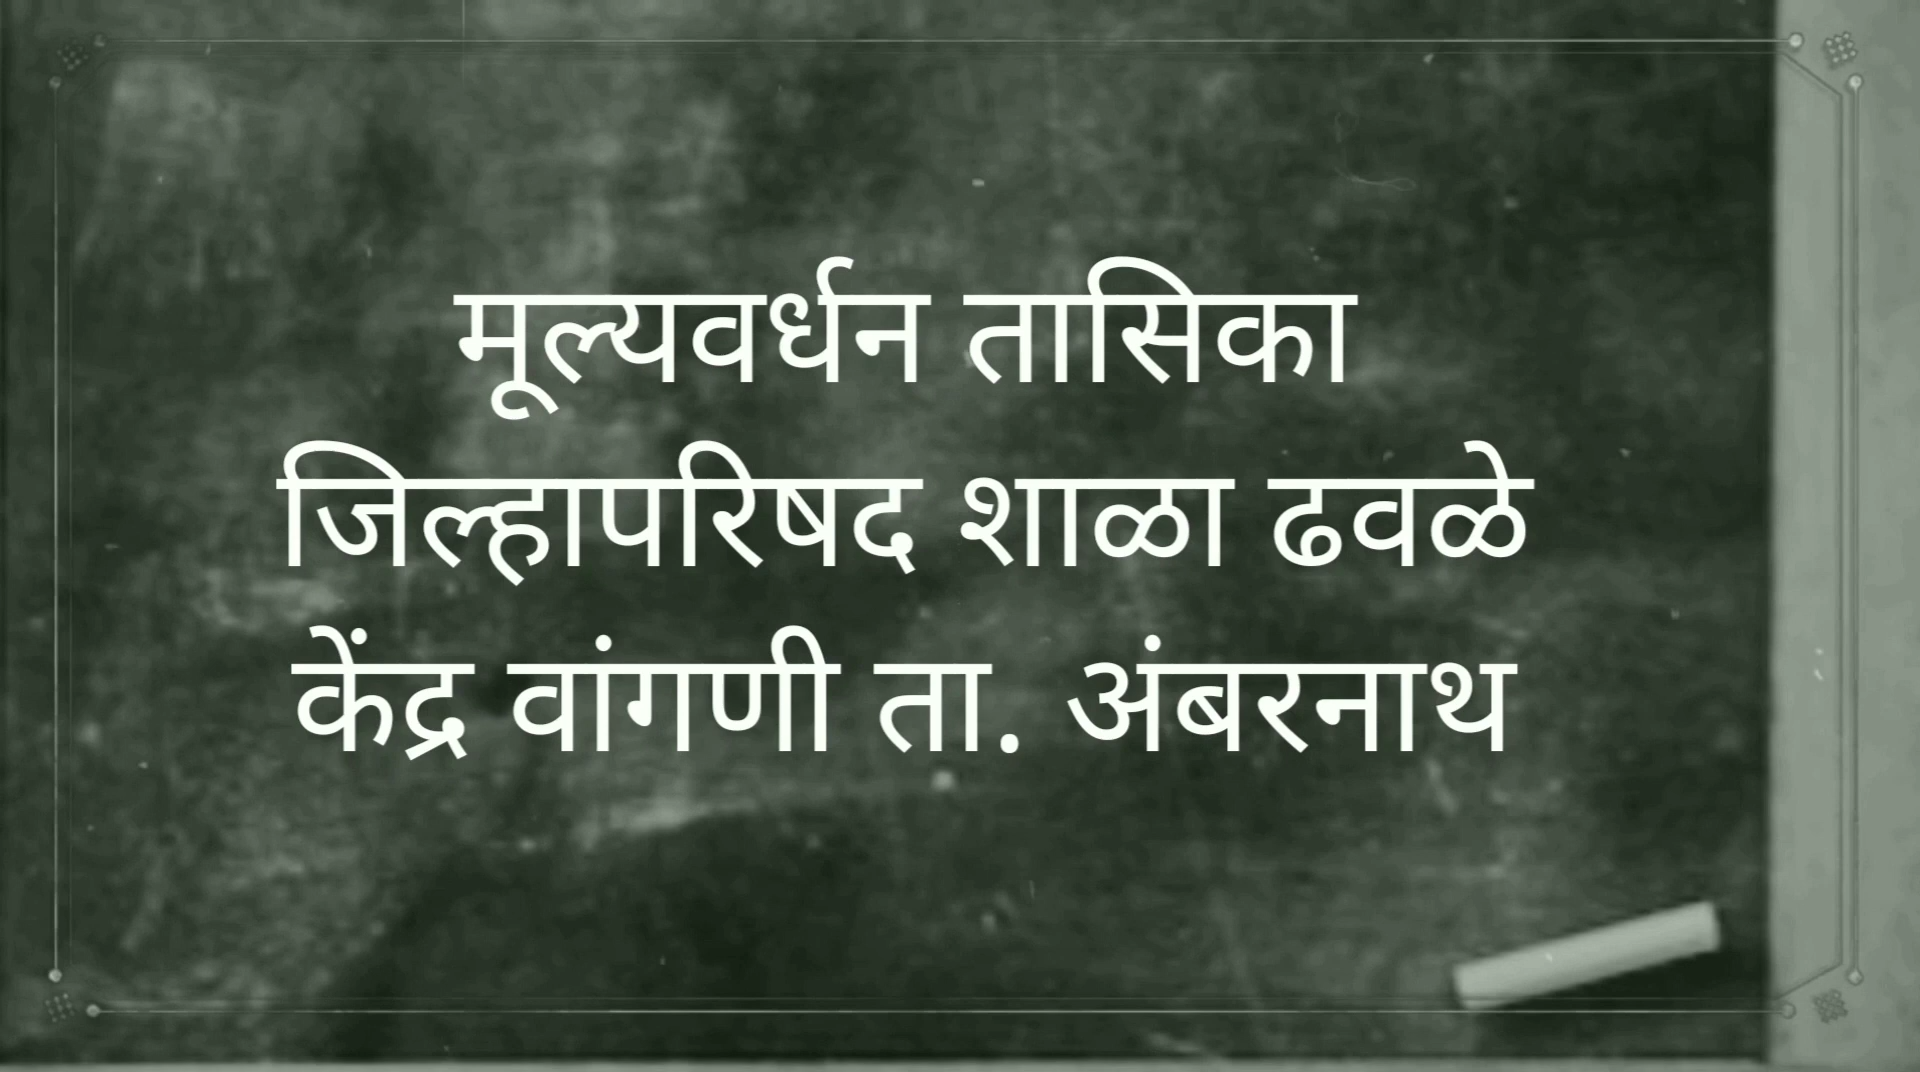 मूल्यवर्धन तासिका
जिल्हापरिषद शाळा ढवळे
केंद्र वांगणी ता. अंबरनाथ